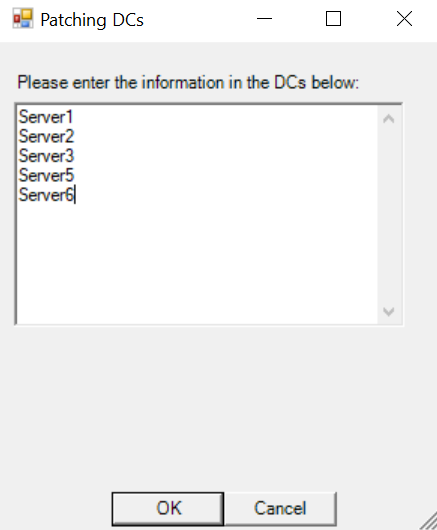 Patching DCs
Please enter the information in the DCs below:
Server1
Server2
Server3
Server5
Server6
OK
Cancel